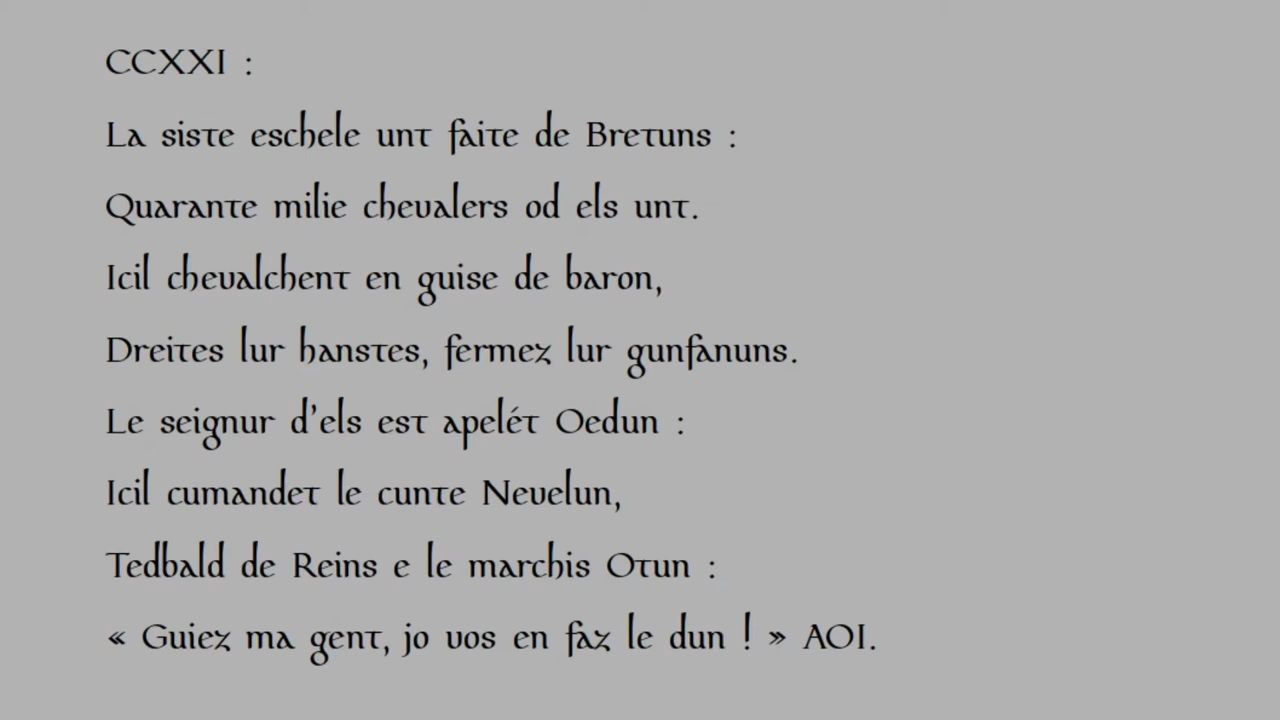 CCXXI :
La siste eschele unt faite de Bretuns :
Quarante milie chevalers od els unt.
Icil chevalchent en guise de baron,
Dreites lur hanstes, fermez lur gunfanuns.
Le seignur d’els est apelét Oedun :
Icil cumandet le cunte Nevelun,
Tedbald de Reins e le marchis Otun :
« Guiez ma gent, jo vos en faz le dun ! » AOI.